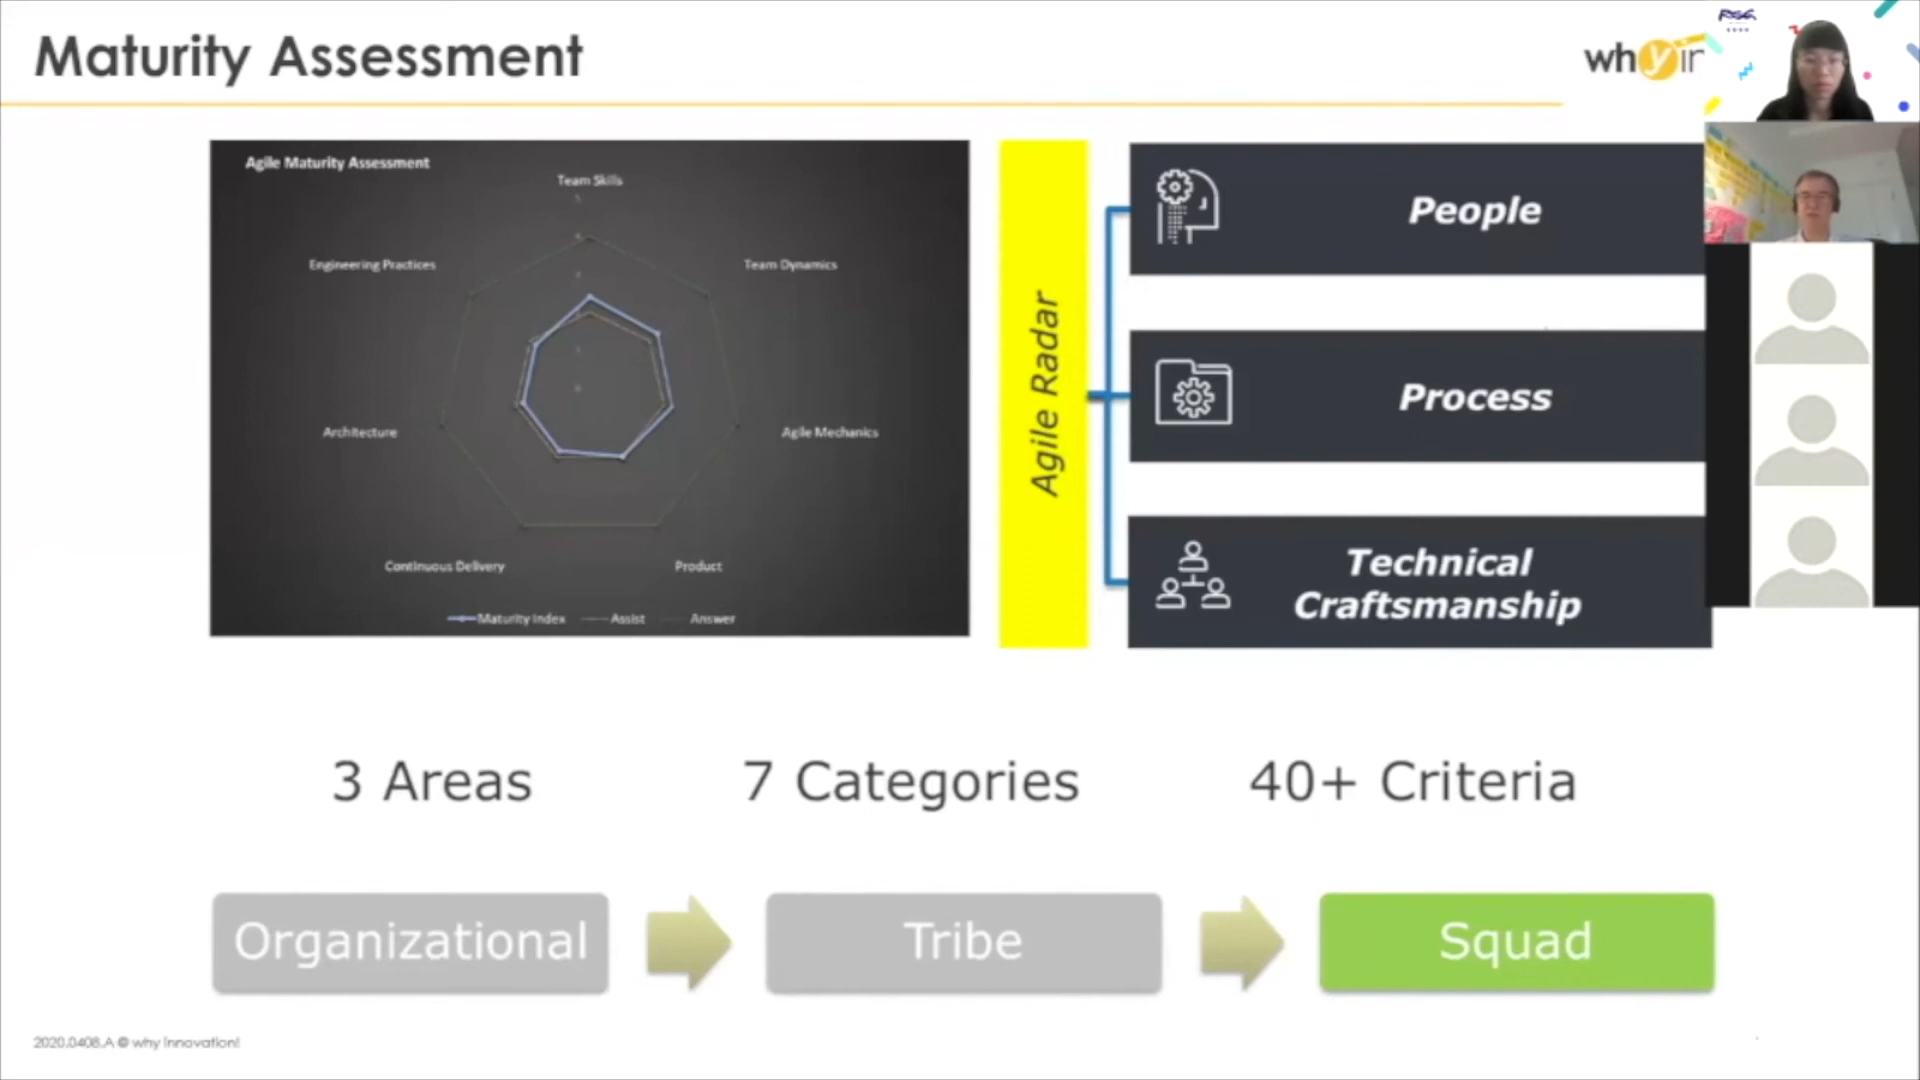 Maturity Assessment
whyin
Agile Maturity Assessment
Team Skills
Engineering Practices
Team Dynamics
Architecture
Agile Mechanics
Continuous Delivery
Product
Maturity Index
Assist
Answer
Agile Radar
People
Process
Technical
Craftsmanship
3 Areas
7 Categories
40+ Criteria
Organizational
Tribe
Squad
2020.0408.A © why innovation!